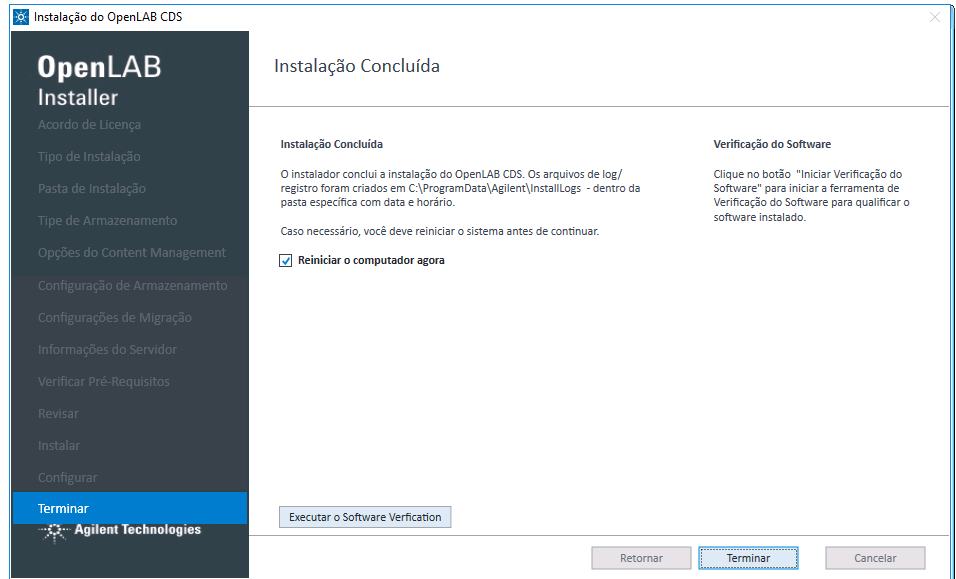 Instalação do OpenLAB CDS
OpenLAB
Installer
Acordo de Licença
Tipo de Instalação
Pasta de Instalação
Tipe de Armazenamento
Opções do Content Management
Configuração de Armazenamento
Configurações de Migração
Informações do Servidor
Verificar Pré-Requisitos
Revisar
Instalar
Configurar
Terminar
Agilent Technologies
Instalação Concluída
Instalação Concluída
O instalador conclui a instalação do OpenLAB CDS. Os arquivos de log/
registro foram criados em C:\ProgramData\Agilent\InstallLogs - dentro da
pasta específica com data e horário.
Caso necessário, você deve reiniciar o sistema antes de continuar.
Reiniciar o computador agora
Verificação do Software
Clique no botão "Iniciar Verificação do
Software" para iniciar a ferramenta de
Verificação do Software para qualificar o
software instalado.
Executar o Software Verfication
Retornar
Terminar
Cancelar